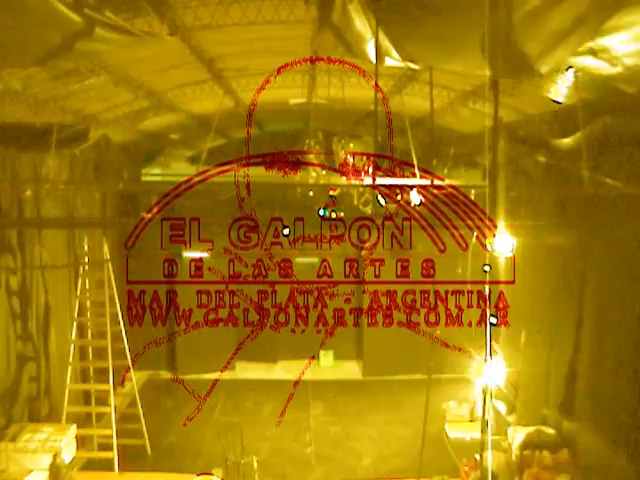 EL GALPON
DE LAS ARTES
MAR DEL PLATA - ARGENTINA
WWW.GALPONARTES.COM.AR